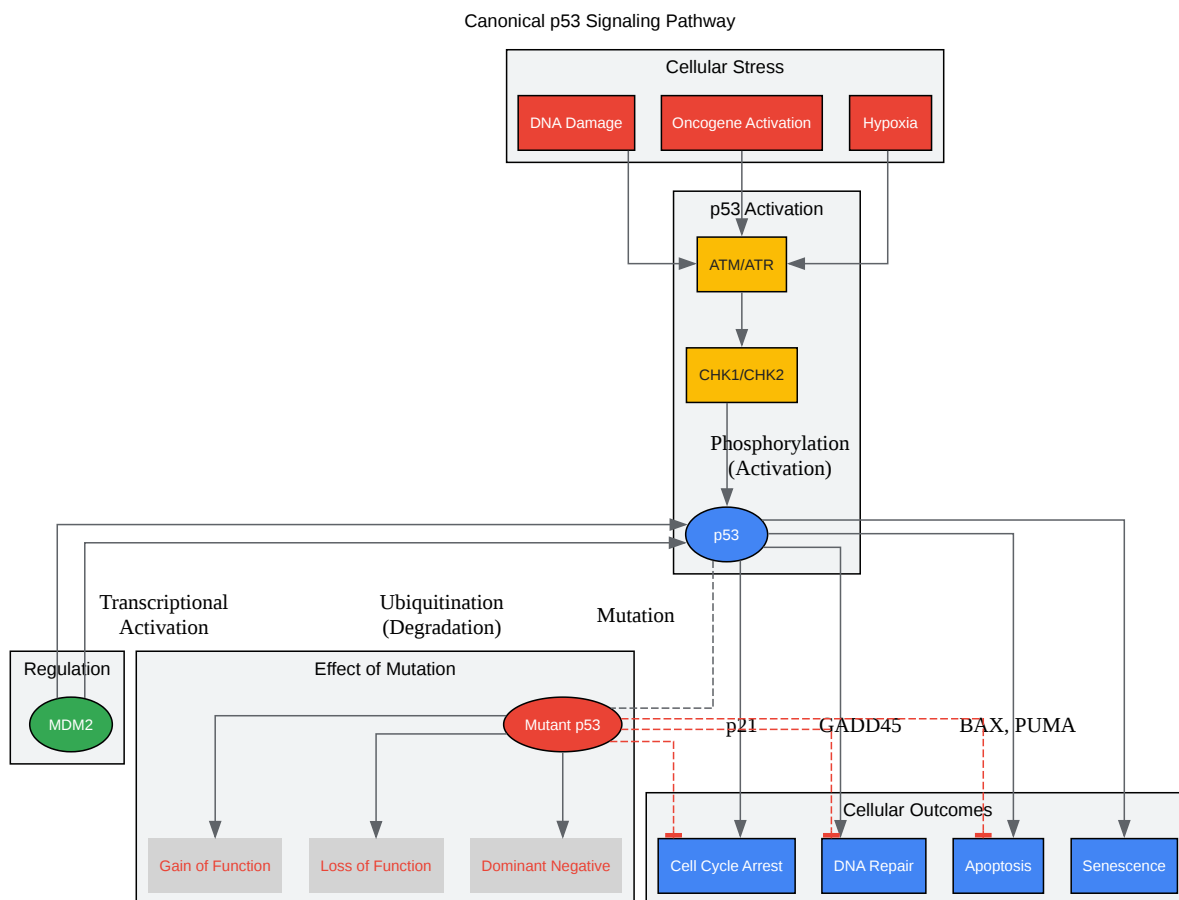 Canonical p53 Signaling Pathway
Cellular Stress
DNA Damage
Oncogene Activation
Hypoxia
p53 Activation
ATM/ATR
CHK1/CHK2
Phosphorylation
(Activation)
p53
Transcriptional
Activation
Ubiquitination
(Degradation)
Mutation
Regulation
MDM2
Effect of Mutation
Mutant p53
p21
GADD45
BAX, PUMA
Cellular Outcomes
Gain of Function
Loss of Function
Dominant Negative
Cell Cycle Arrest
DNA Repair
Apoptosis
Senescence